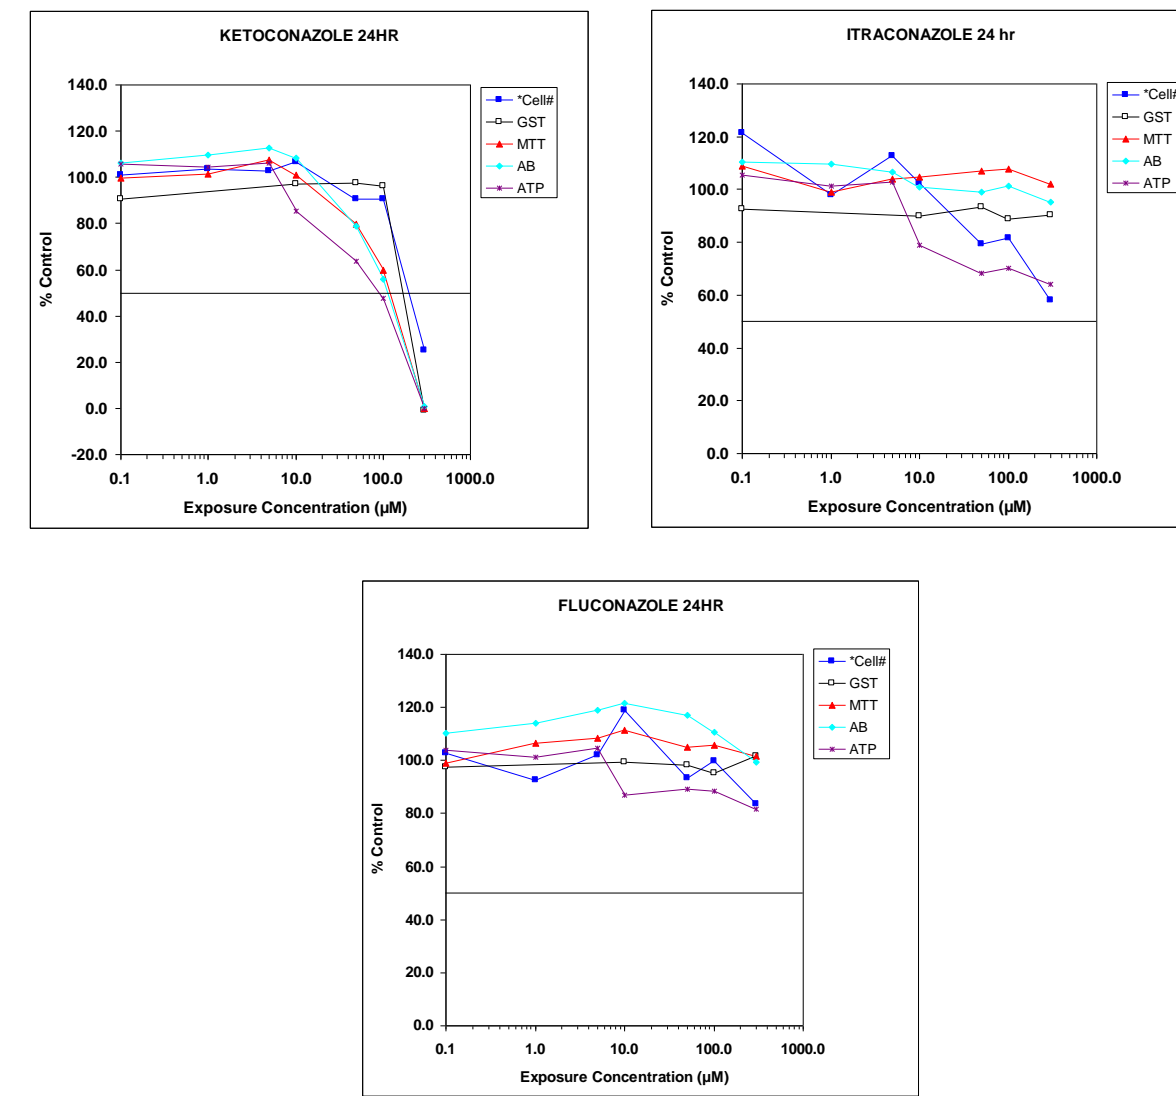 KETOCONAZOLE 24HR
% Control
140.0
120.0
100.0
80.0
60.0
40.0
20.0
0.0
-20.0
0.1 1.0 10.0 100.0 1000.0
Exposure Concentration (µM)
*Cell#
GST
MTT
AB
ATP
ITRACONAZOLE 24 hr
% Control
140.0
120.0
100.0
80.0
60.0
40.0
20.0
0.0
0.1 1.0 10.0 100.0 1000.0
Exposure Concentration (µM)
*Cell#
GST
MTT
AB
ATP
FLUCONAZOLE 24HR
% Control
140.0
120.0
100.0
80.0
60.0
40.0
20.0
0.0
0.1 1.0 10.0 100.0 1000.0
Exposure Concentration (µM)
*Cell#
GST
MTT
AB
ATP